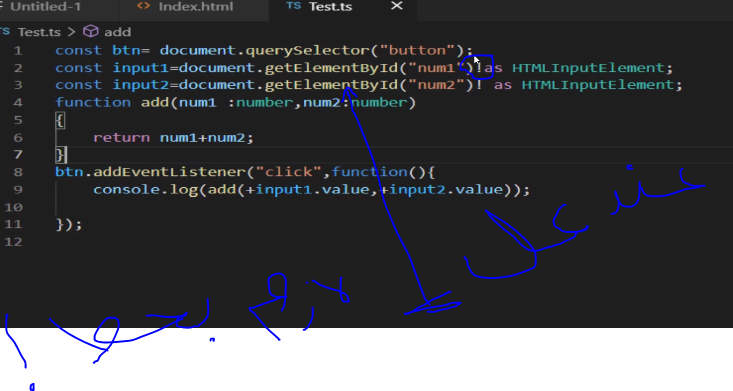 Untitled-1 <> Index.html TS Test.ts ×
TS Test.ts > add
1 const btn= document.querySelector("button");
2 const input1=document.getElementById("num1")!as HTMLInputElement;
3 const input2=document.getElementById("num2")! as HTMLInputElement;
4 function add(num1 :number,num2:number)
5 {
6 return num1+num2;
7 }
8 btn.addEventListener("click",function(){
9 console.log(add(+input1.value,+input2.value));
10
11 });
12